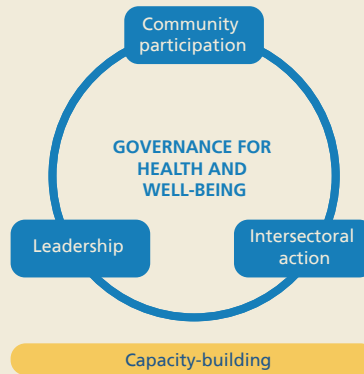 Community
participation
GOVERNANCE FOR
HEALTH AND
WELL-BEING
Leadership
Intersectoral
action
Capacity-building